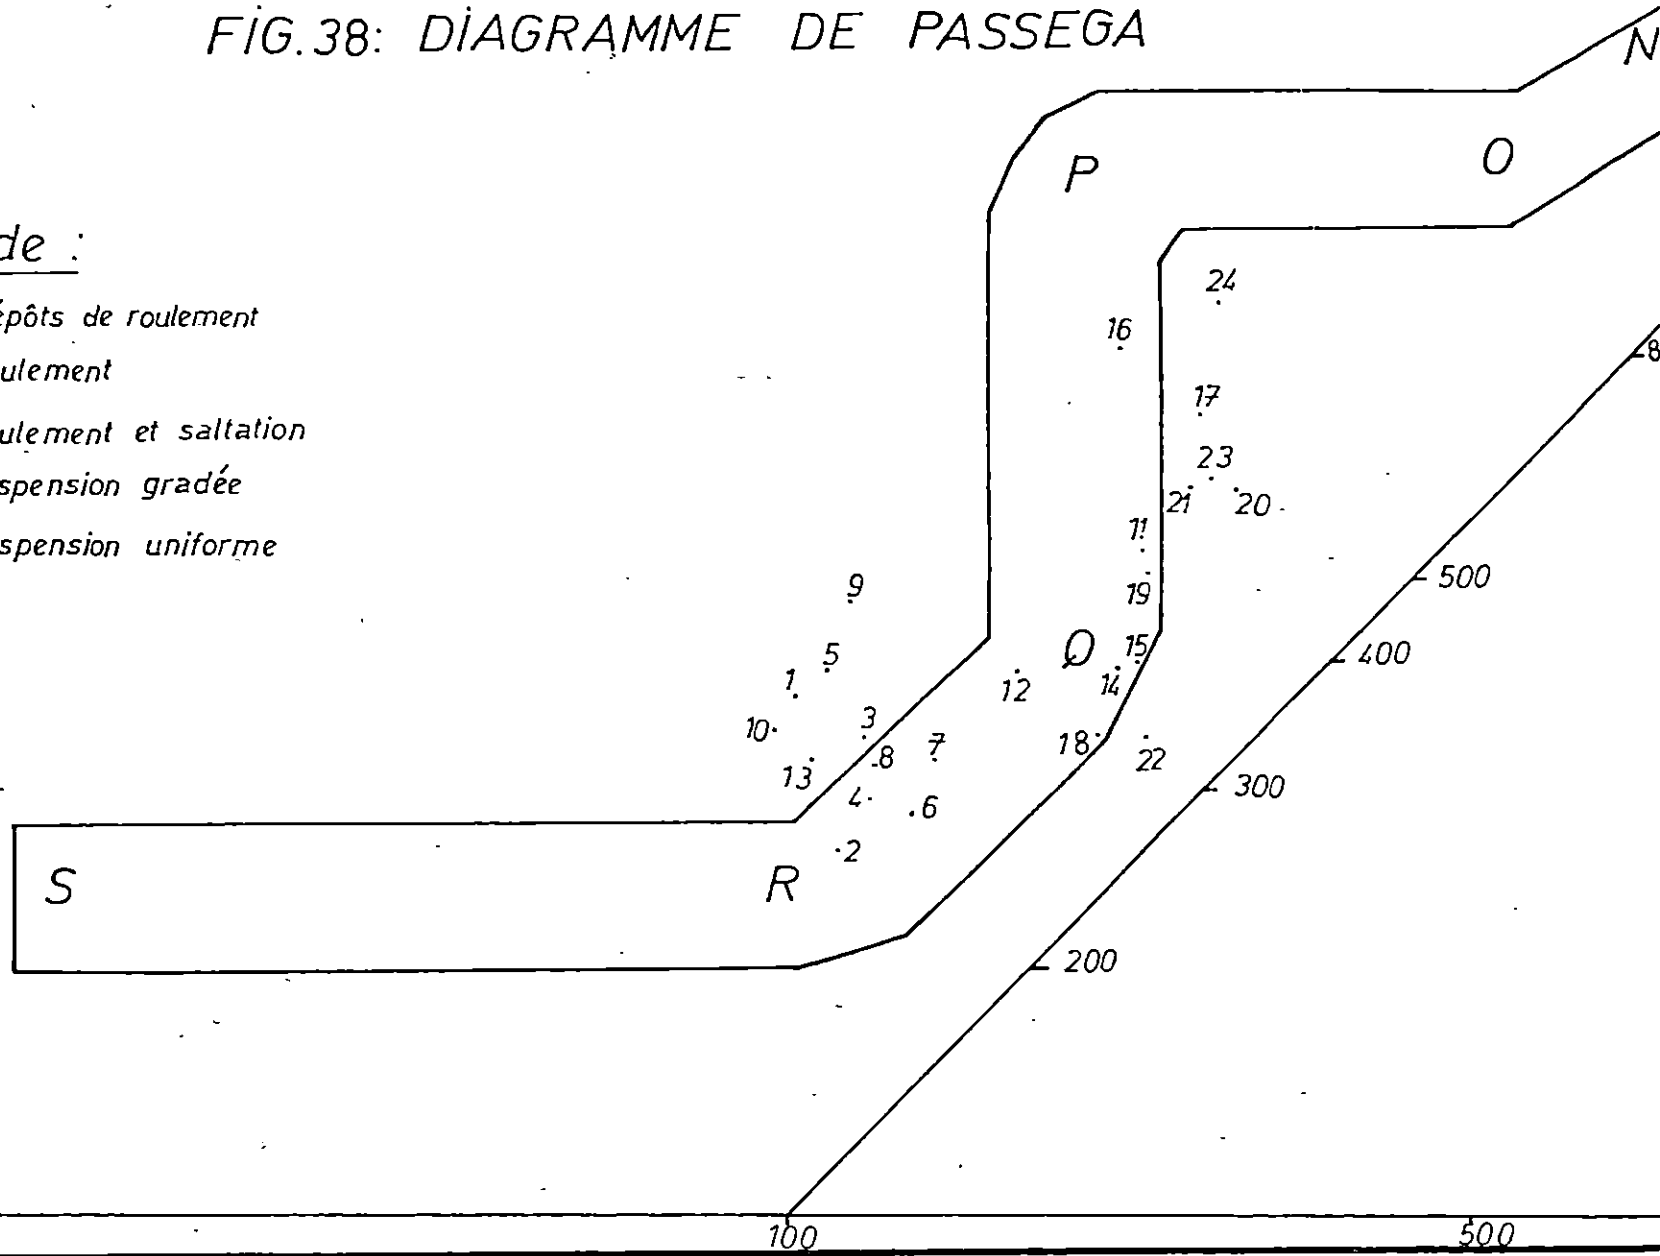 FIG.38: DIAGRAMME DE PASSEGA
N
O
P
de :
épôts de roulement
ulement
ulement et saltation
spension gradée
spension uniforme
24
16
17
23
21
20
11
19
9
5
1
10
3
8
7
13
4
6
2
12
Q
15
14
18
22
8
500
400
300
200
S
R
100
500